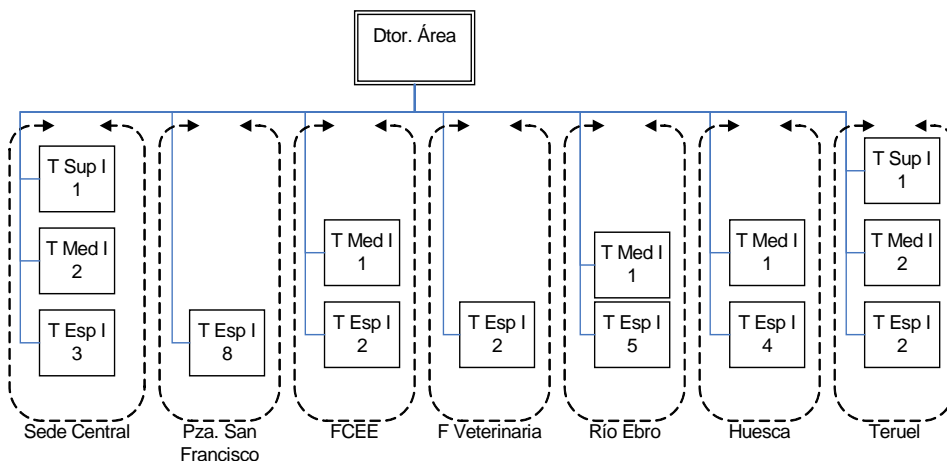 Dtor. Área
T Sup I
1
T Med I
2
T Esp I
3
Sede Central
T Esp I
8
Pza. San
Francisco
T Med I
1
T Esp I
2
FCEE
T Esp I
2
F Veterinaria
T Med I
1
T Esp I
5
Río Ebro
T Med I
1
T Esp I
4
Huesca
T Sup I
1
T Med I
2
T Esp I
2
Teruel